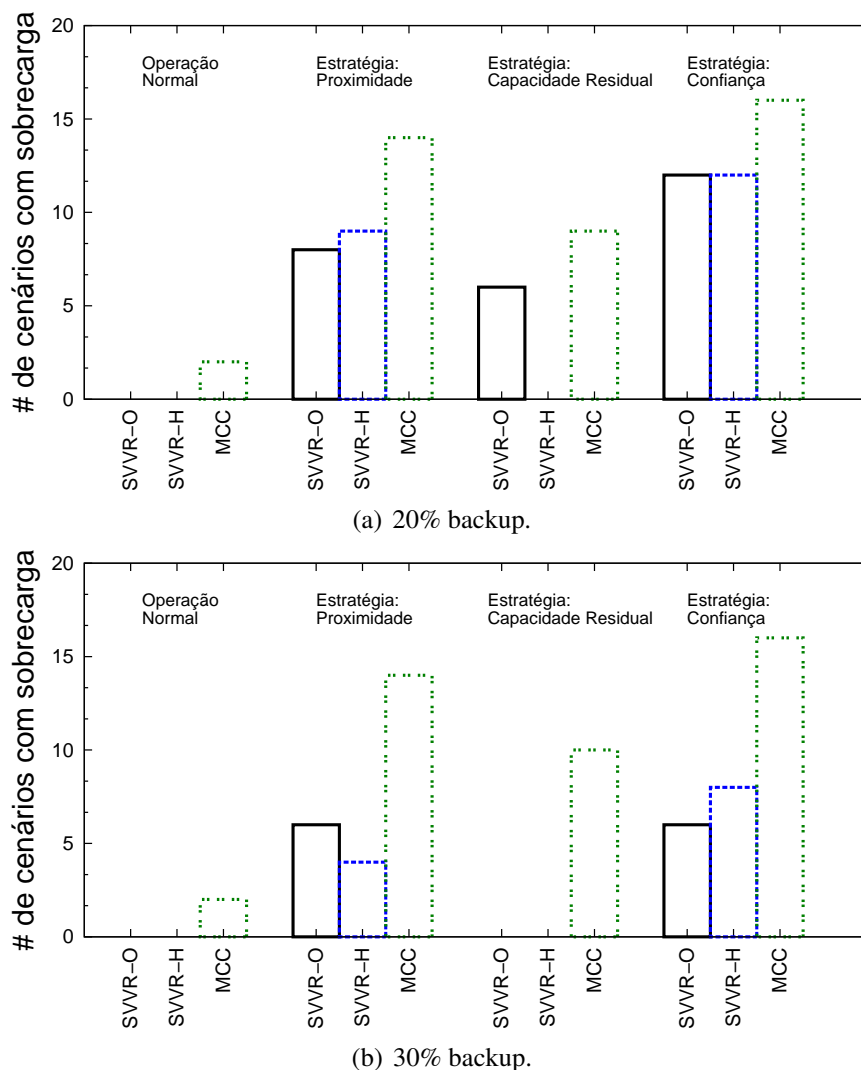 # de cenários com sobrecarga
20
15
10
5
0
Operação
Normal
Estratégia:
Proximidade
Estratégia:
Capacidade Residual
Estratégia:
Confiança
SVVR−O
SVVR−H
MCC
SVVR−O
SVVR−H
MCC
SVVR−O
SVVR−H
MCC
SVVR−O
SVVR−H
MCC
(a) 20% backup.
# de cenários com sobrecarga
20
15
10
5
0
Operação
Normal
Estratégia:
Proximidade
Estratégia:
Capacidade Residual
Estratégia:
Confiança
SVVR−O
SVVR−H
MCC
SVVR−O
SVVR−H
MCC
SVVR−O
SVVR−H
MCC
SVVR−O
SVVR−H
MCC
(b) 30% backup.